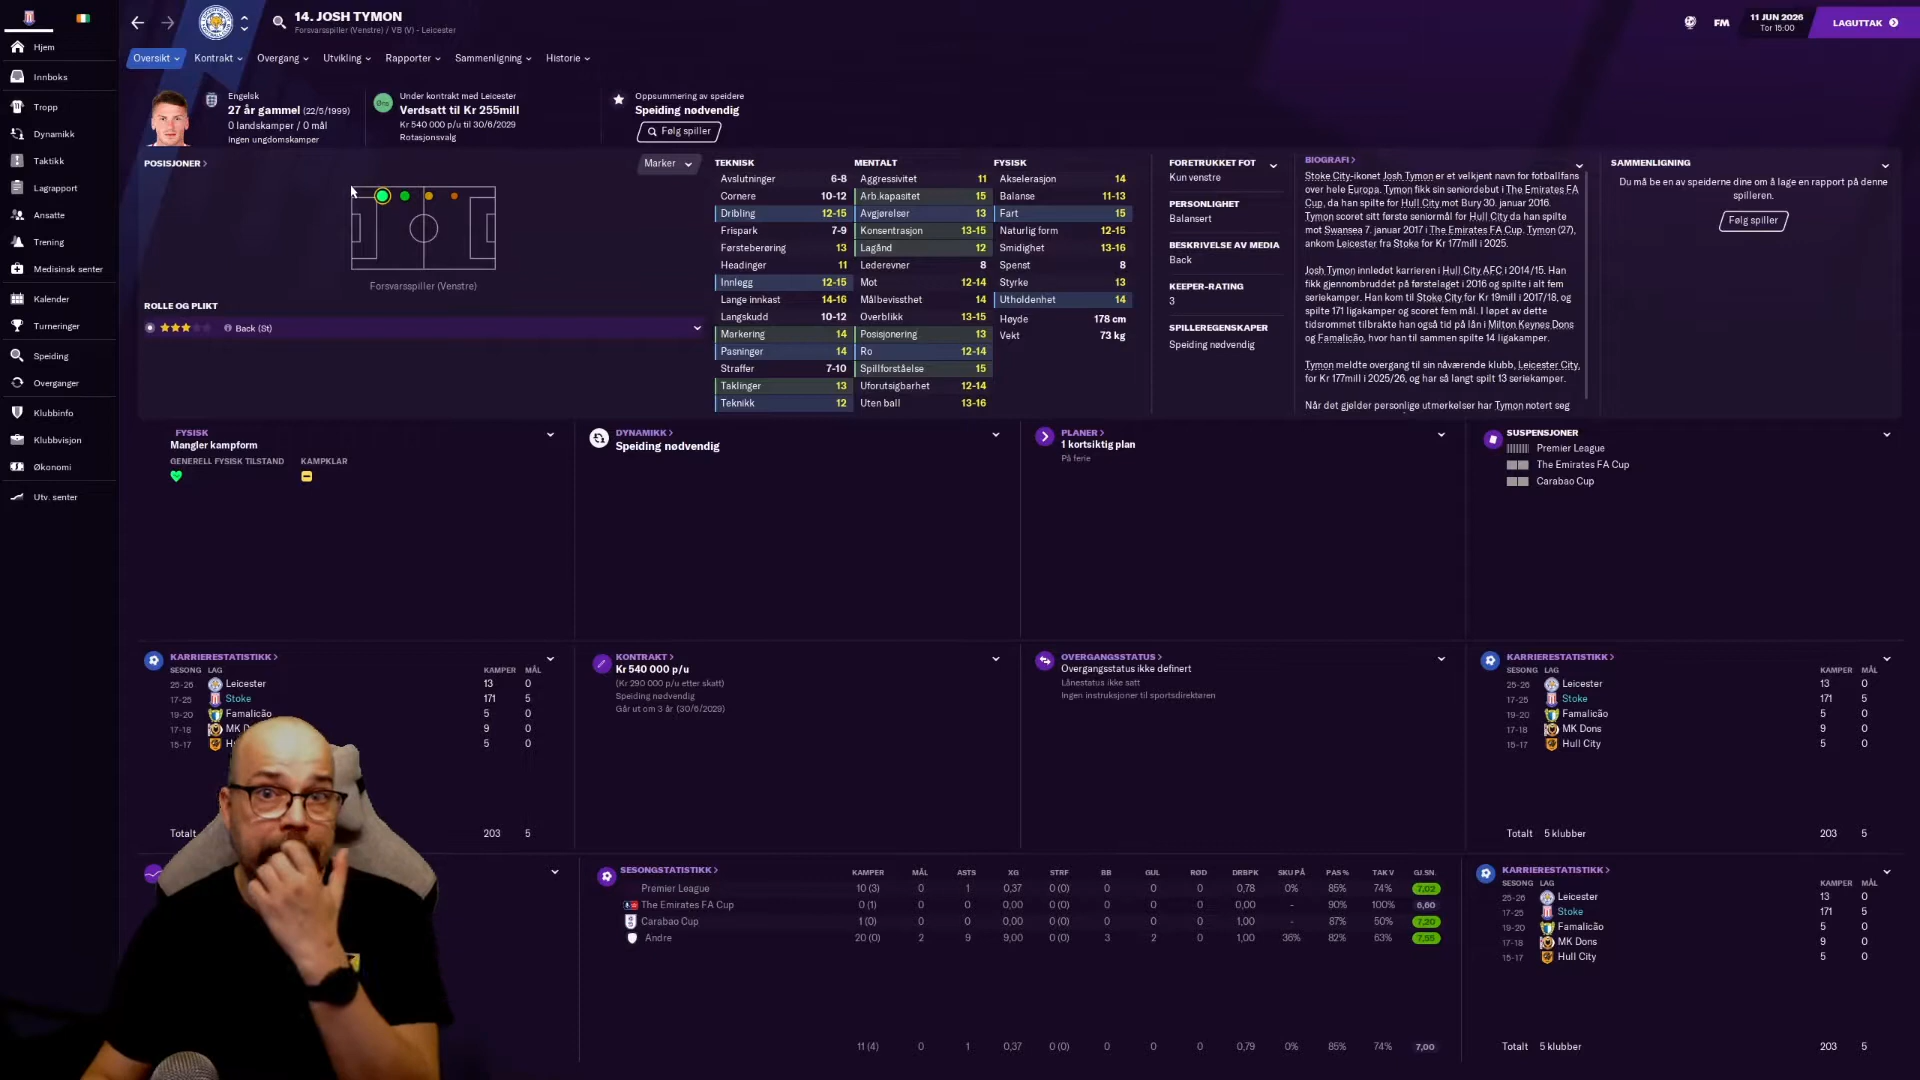 14. JOSH TYMON
Forsvarsspiller (Venstre) / VB (V) - Leicester
FM
11 JUN 2026
Tor 15:00
LAGUTTAK
Hjem
Innboks
Tropp
Dynamikk
Taktikk
Lagrapport
Ansatte
Trening
Medisinsk senter
Kalender
Turneringer
Speiding
Overganger
Klubbinfo
Klubbvisjon
Økonomi
Utv. senter
Oversikt
Kontrakt
Overgang
Utvikling
Rapporter
Sammenligning
Historie
Engelsk
27 år gammel (22/5/1999)
0 landskamper / 0 mål
Ingen ungdomskamper
Under kontrakt med Leicester
Verdsatt til Kr 255mill
Kr 540 000 p/u til 30/6/2029
Rotasjonsvalg
Oppsummering av speidere
Speiding nødvendig
Følg spiller
POSISJONER
Marker
Forsvarsspiller (Venstre)
ROLLE OG PLIKT
Back (St)
TEKNISK
Avslutninger 6-8
Cornere 10-12
Dribling 12-15
Frispark 7-9
Førsteberøring 13
Headinger 11
Innlegg 12-15
Lange innkast 14-16
Langskudd 10-12
Markering 14
Pasninger 14
Straffer 7-10
Taklinger 13
Teknikk 12
MENTALT
Aggressivitet 11
Arb.kapasitet 15
Avgjørelser 13
Konsentrasjon 13-15
Lagånd 12
Lederevner 8
Mot 12-14
Målbevissthet 14
Overblikk 13-15
Posisjonering 13
Ro 12-14
Spillforståelse 15
Uforutsigbarhet 12-14
Uten ball 13-16
FYSISK
Akselerasjon 14
Balanse 11-13
Fart 15
Naturlig form 12-15
Smidighet 13-16
Spenst 8
Styrke 13
Utholdenhet 14
Høyde 178 cm
Vekt 73 kg
FORETRUKKET FOT
Kun venstre
PERSONLIGHET
Balansert
BESKRIVELSE AV MEDIA
Back
KEEPER-RATING
3
SPILLEREGENSKAPER
Speiding nødvendig
BIOGRAFI
Stoke City-ikonet Josh Tymon er et velkjent navn for fotballfans
over hele Europa. Tymon fikk sin seniordebut i The Emirates FA
Cup, da han spilte for Hull City mot Bury 30. januar 2016.
Tymon scoret sitt første seniormål for Hull City da han spilte
mot Swansea 7. januar 2017 i The Emirates FA Cup. Tymon (27),
ankom Leicester fra Stoke for Kr 177mill i 2025.
Josh Tymon innledet karrieren i Hull City AFC i 2014/15. Han
fikk gjennombruddet på førstelaget i 2016 og spilte i alt fem
seriekamper. Han kom til Stoke City for Kr 19mill i 2017/18, og
spilte 171 ligakamper og scoret fem mål. I løpet av dette
tidsrommet tilbrakte han også tid på lån i Milton Keynes Dons
og Famalicão, hvor han til sammen spilte 14 ligakamper.
Tymon meldte overgang til sin nåværende klubb, Leicester City,
for Kr 177mill i 2025/26, og har så langt spilt 13 seriekamper.
Når det gjelder personlige utmerkelser har Tymon notert seg
SAMMENLIGNING
Du må be en av speiderne dine om å lage en rapport på denne
spilleren.
Følg spiller
FYSISK
Mangler kampform
GENERELL FYSISK TILSTAND KAMPKLAR
DYNAMIKK
Speiding nødvendig
PLANER
1 kortsiktig plan
På ferie
SUSPENSJONER
Premier League
The Emirates FA Cup
Carabao Cup
KARRIERESTATISTIKK
SESONG LAG KAMPER MÅL
25-26 Leicester 13 0
17-25 Stoke 171 5
19-20 Famalicão 5 0
17-18 MK D 9 0
15-17 H 5 0
Totalt 203 5
KONTRAKT
Kr 540 000 p/u
(Kr 290 000 p/u etter skatt)
Speiding nødvendig
Går ut om 3 år (30/6/2029)
OVERGANGSSTATUS
Overgangsstatus ikke definert
Lånestatus ikke satt
Ingen instruksjoner til sportsdirektøren
KARRIERESTATISTIKK
SESONG LAG KAMPER MÅL
25-26 Leicester 13 0
17-25 Stoke 171 5
19-20 Famalicão 5 0
17-18 MK Dons 9 0
15-17 Hull City 5 0
Totalt 5 klubber 203 5
SESONGSTATISTIKK KAMPER MÅL ASTS XG STRF BB GUL RØD DRBPK SKU PÅ PAS % TAK V GJ.SN.
Premier League 10 (3) 0 1 0,37 0 (0) 0 0 0 0,78 0% 85% 74% 7,02
The Emirates FA Cup 0 (1) 0 0 0,00 0 (0) 0 0 0 0,00 - 90% 100% 6,60
Carabao Cup 1 (0) 0 0 0,00 0 (0) 0 0 0 1,00 - 87% 50% 7,20
Andre 20 (0) 2 9 9,00 0 (0) 3 2 0 1,00 36% 82% 63% 7,55
11 (4) 0 1 0,37 0 (0) 0 0 0 0,79 0% 85% 74% 7,00
KARRIERESTATISTIKK
SESONG LAG KAMPER MÅL
25-26 Leicester 13 0
17-25 Stoke 171 5
19-20 Famalicão 5 0
17-18 MK Dons 9 0
15-17 Hull City 5 0
Totalt 5 klubber 203 5